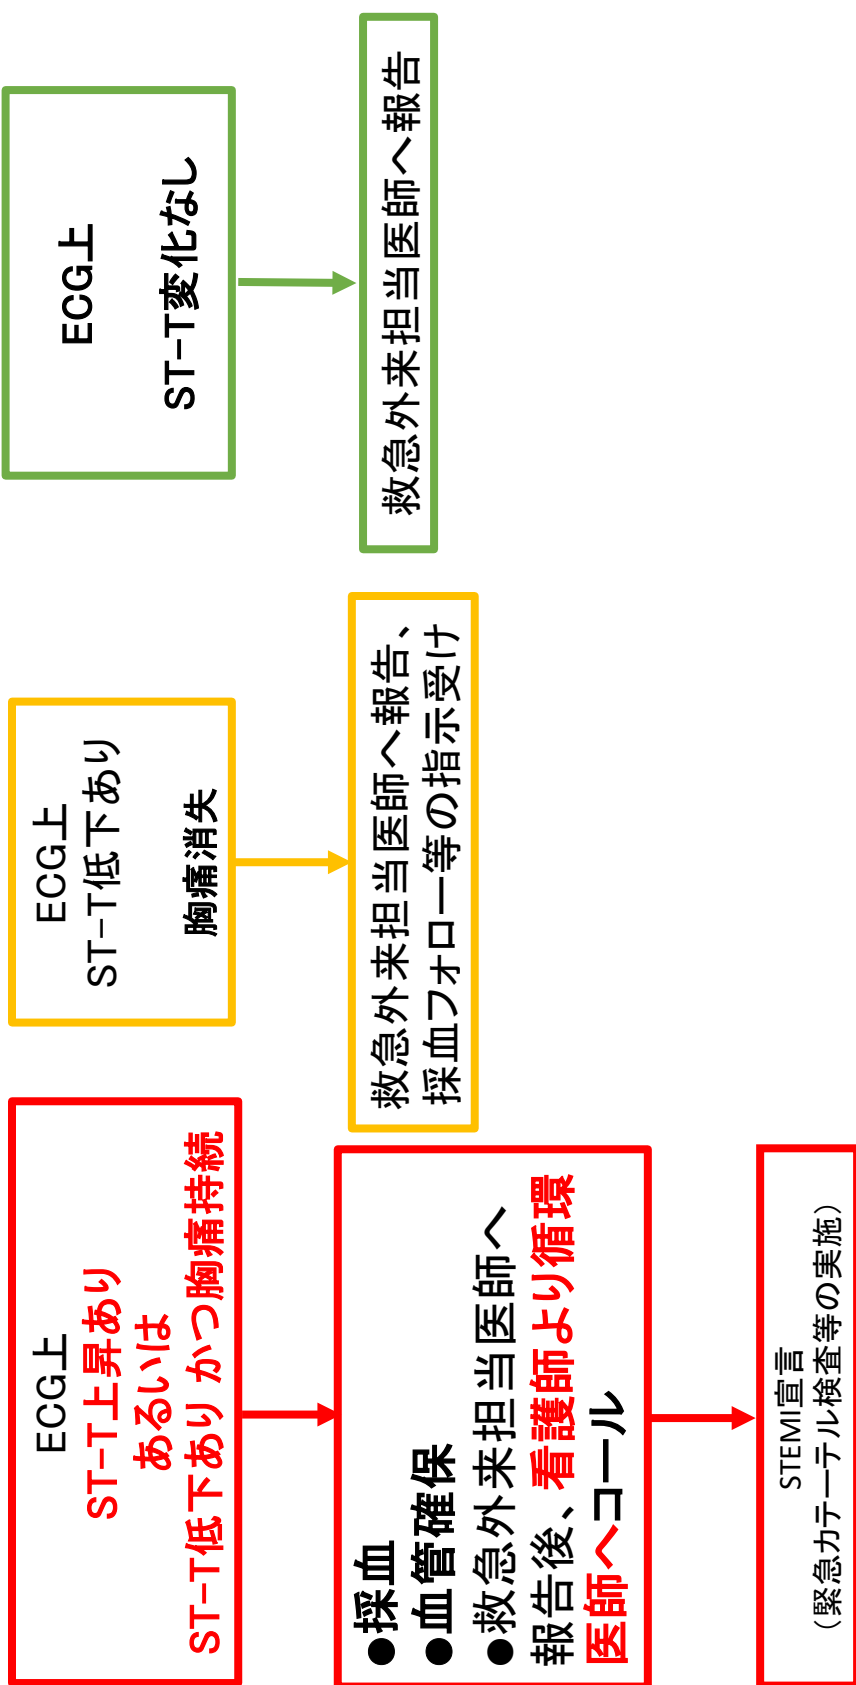 ECG上
ST-T上昇あり
あるいは
ST-T低下あり かつ胸痛持続
●採血
●血管確保
●救急外来担当医師へ
報告後、看護師より循環
医師へコール
STEMI宣言
（緊急カテーテル検査等の実施）
ECG上
ST-T低下あり
胸痛消失
救急外来担当医師へ報告、
採血フォロー等の指示受け
ECG上
ST-T変化なし
救急外来担当医師へ報告